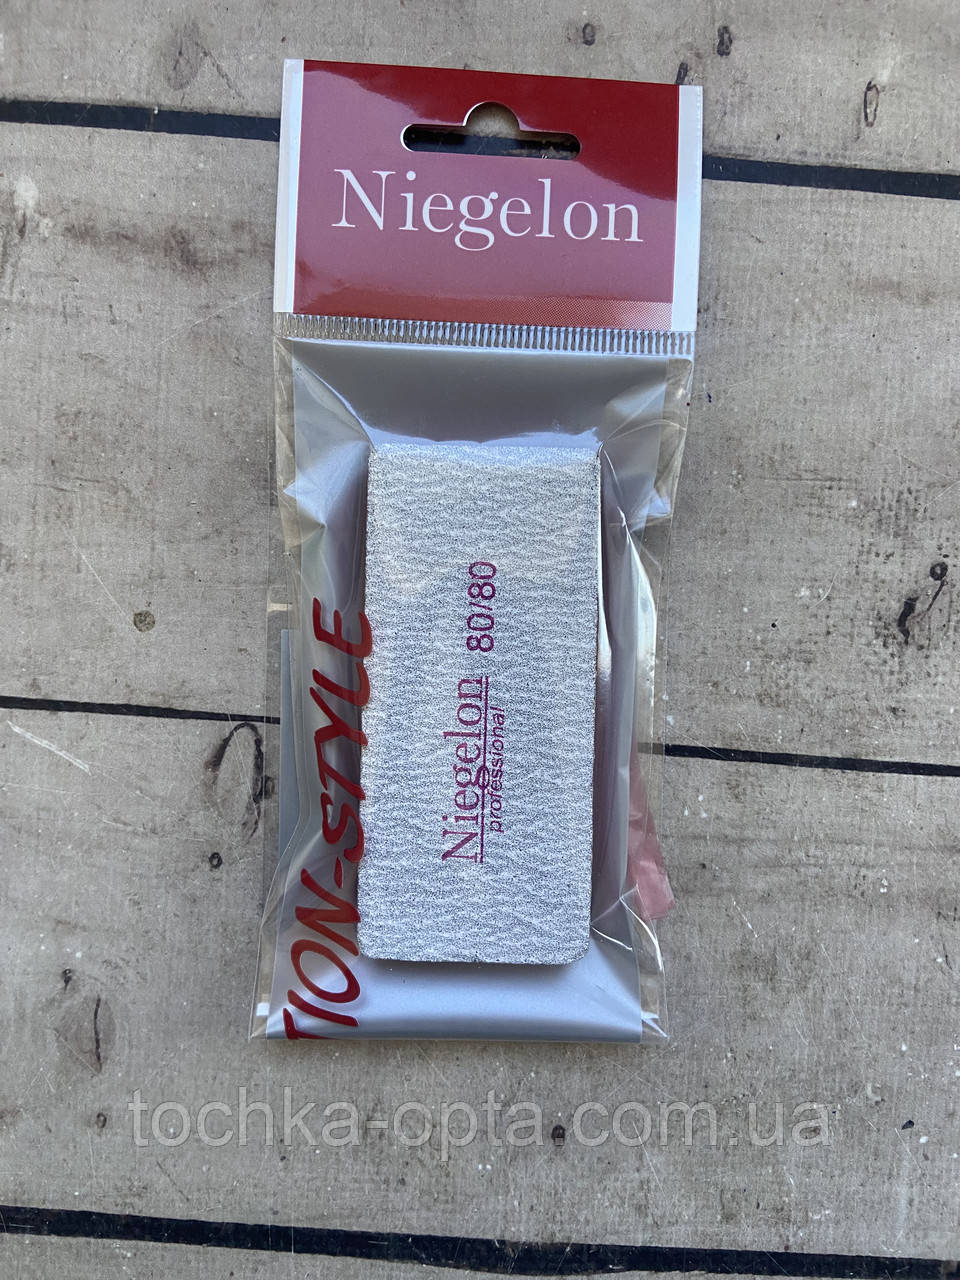 Niegelon
TION-STYLE
Niegelon 80/80
professional
tochka-opta.com.ua